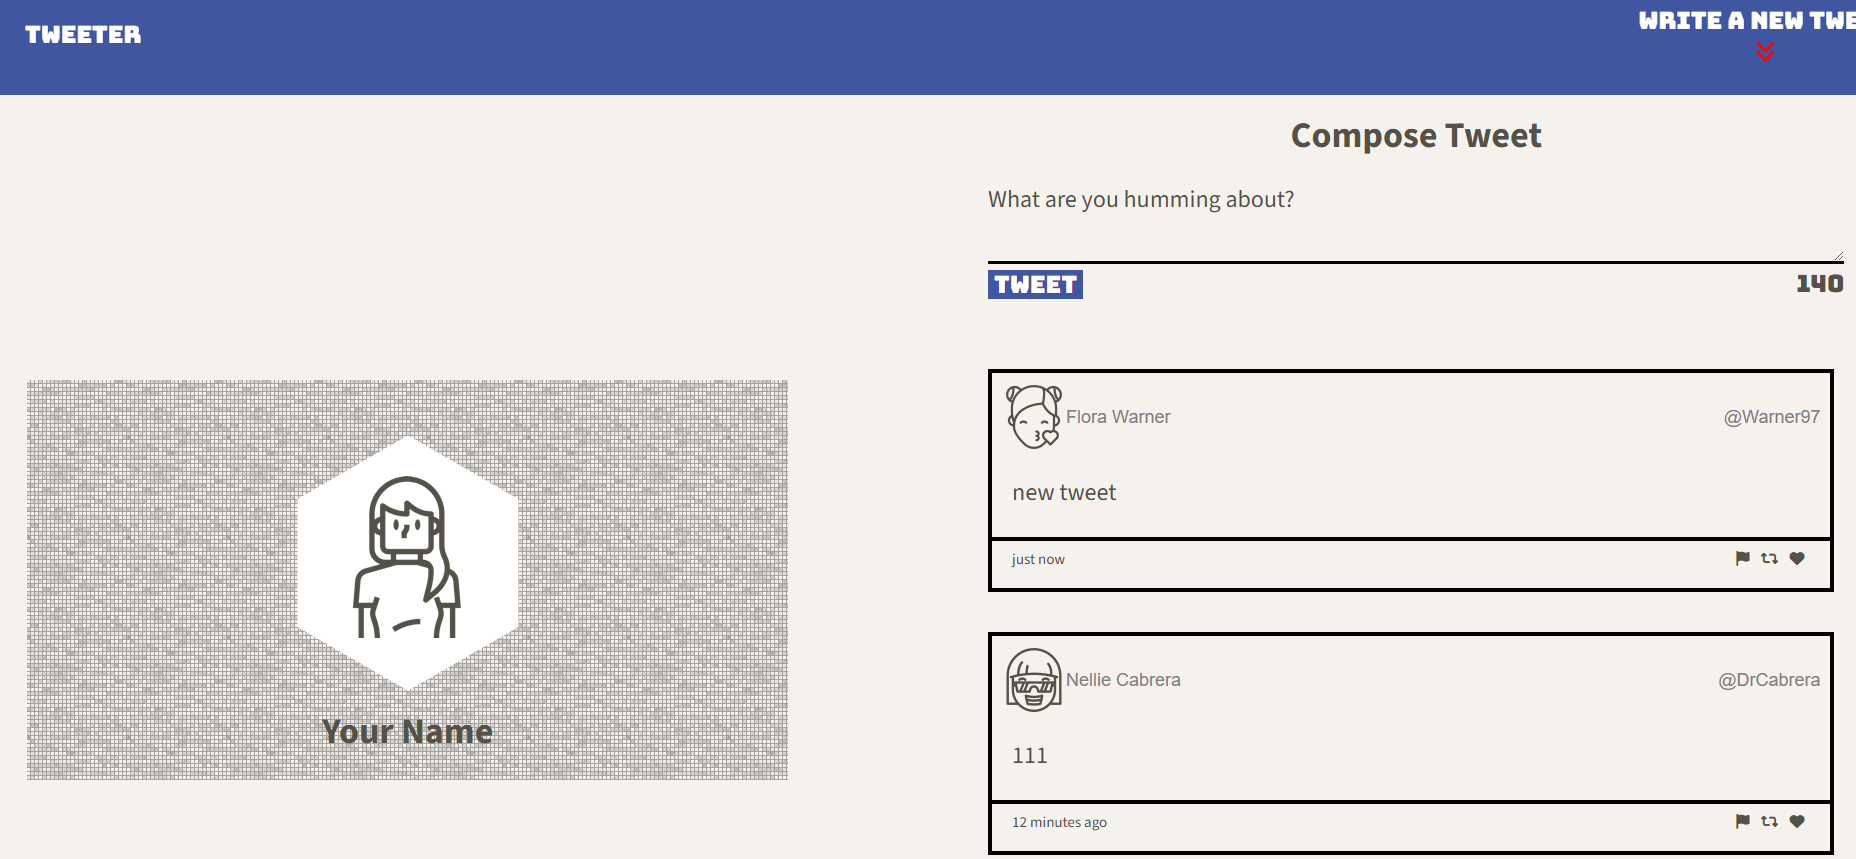 TWEETER
WRITE A NEW TWE
Compose Tweet
What are you humming about?
TWEET
140
Flora Warner
@Warner97
new tweet
just now
Your Name
Nellie Cabrera
@DrCabrera
111
12 minutes ago